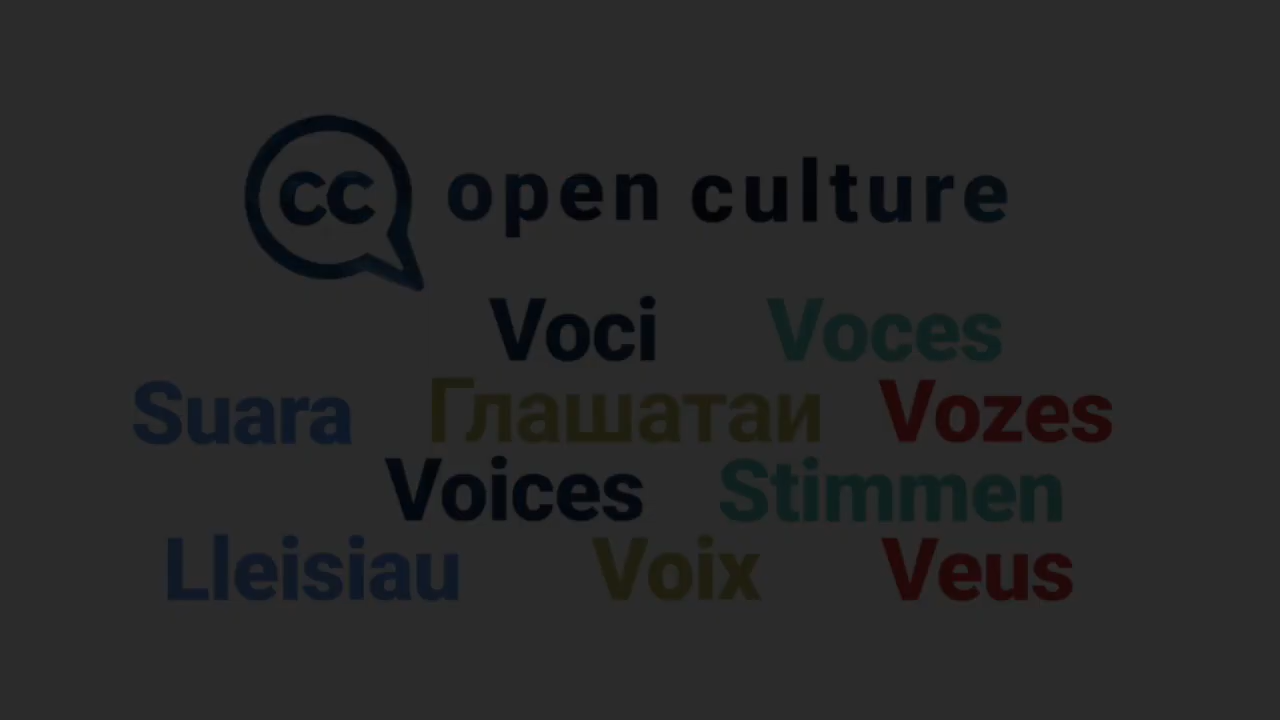 cc open culture
Voci Voces
Suara Глашатаи Vozes
Voices Stimmen
Lleisiau Voix Veus